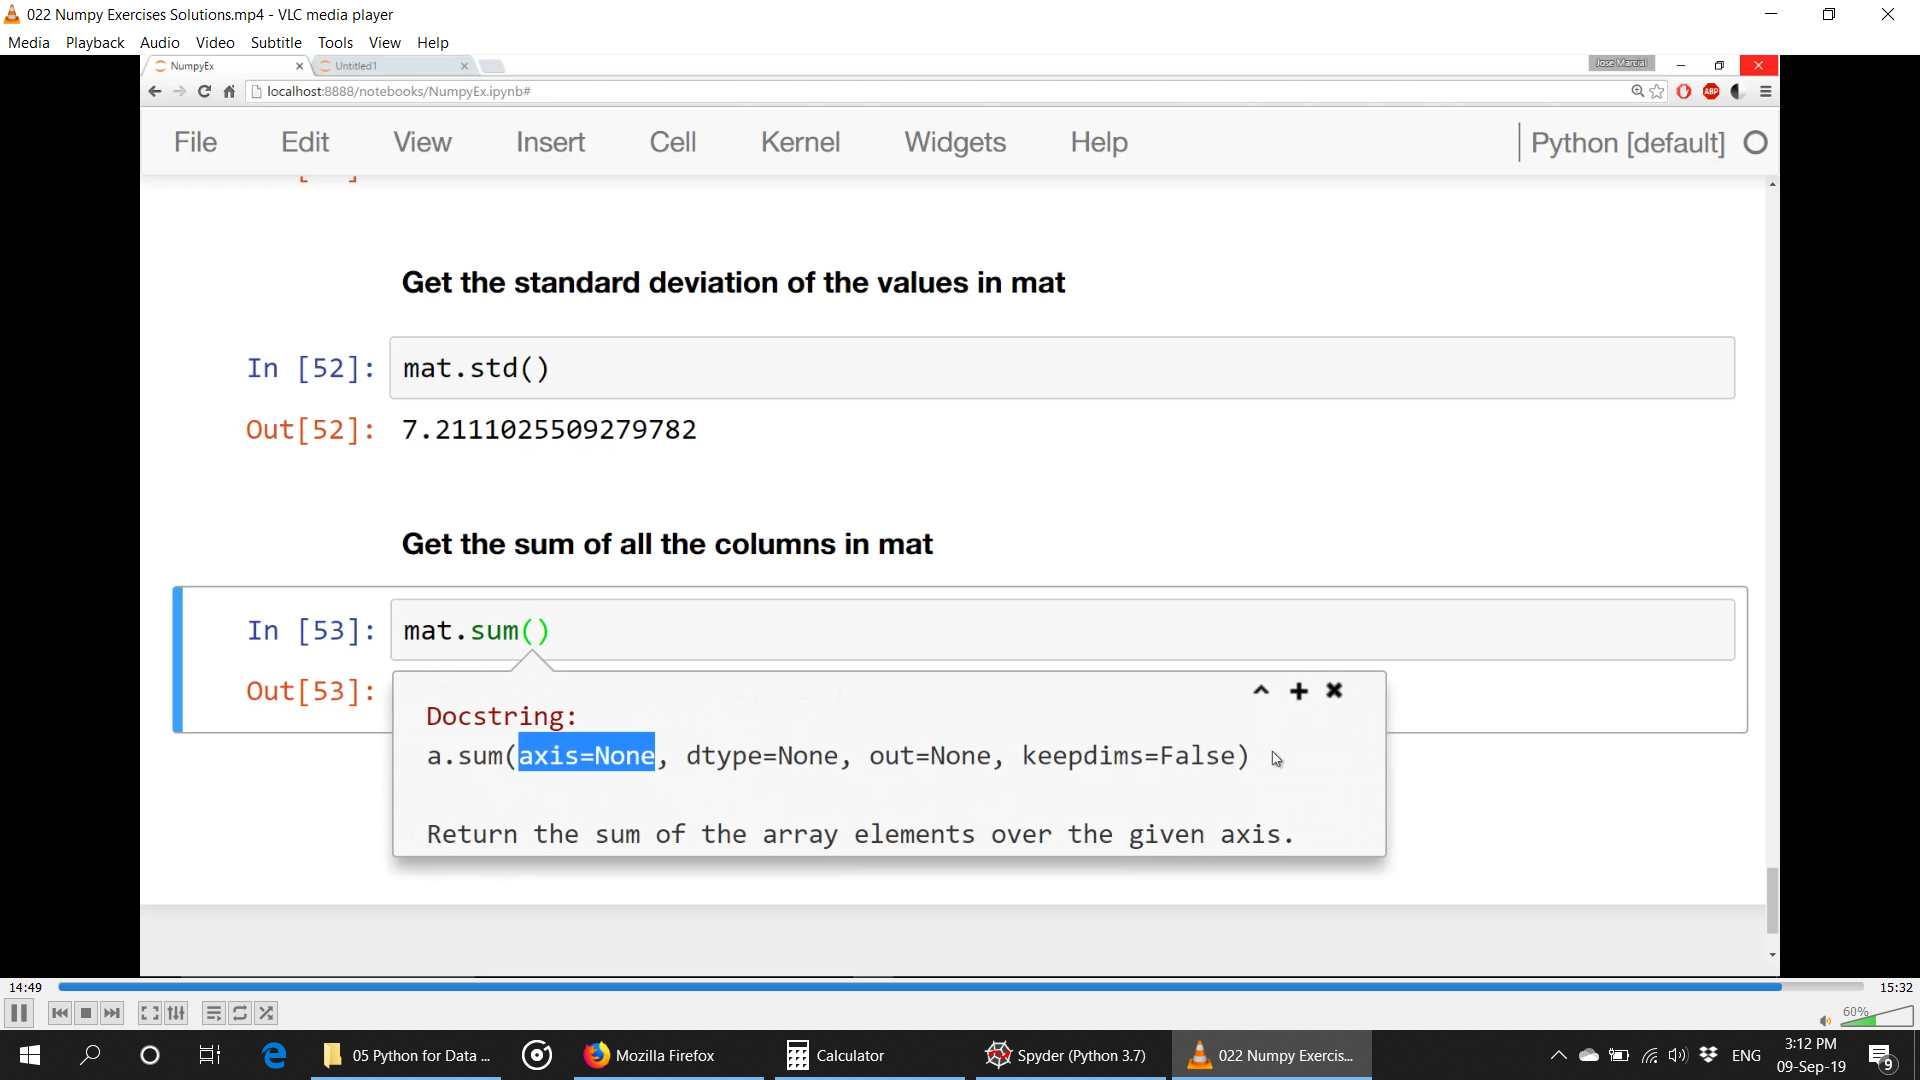 022 Numpy Exercises Solutions.mp4 - VLC media player
Media Playback Audio Video Subtitle Tools View Help
NumpyEx Untitled1 Jose Marcial
localhost:8888/notebooks/NumpyEx.ipynb# ABP
File Edit View Insert Cell Kernel Widgets Help Python [default]
Get the standard deviation of the values in mat
In [52]: mat.std()
Out[52]: 7.2111025509279782
Get the sum of all the columns in mat
In [53]: mat.sum()
Out[53]:
Docstring:
a.sum(axis=None, dtype=None, out=None, keepdims=False)
Return the sum of the array elements over the given axis.
14:49 15:32
60%
05 Python for Data ... Mozilla Firefox Calculator Spyder (Python 3.7) 022 Numpy Exercis... ENG 3:12 PM
09-Sep-19 9